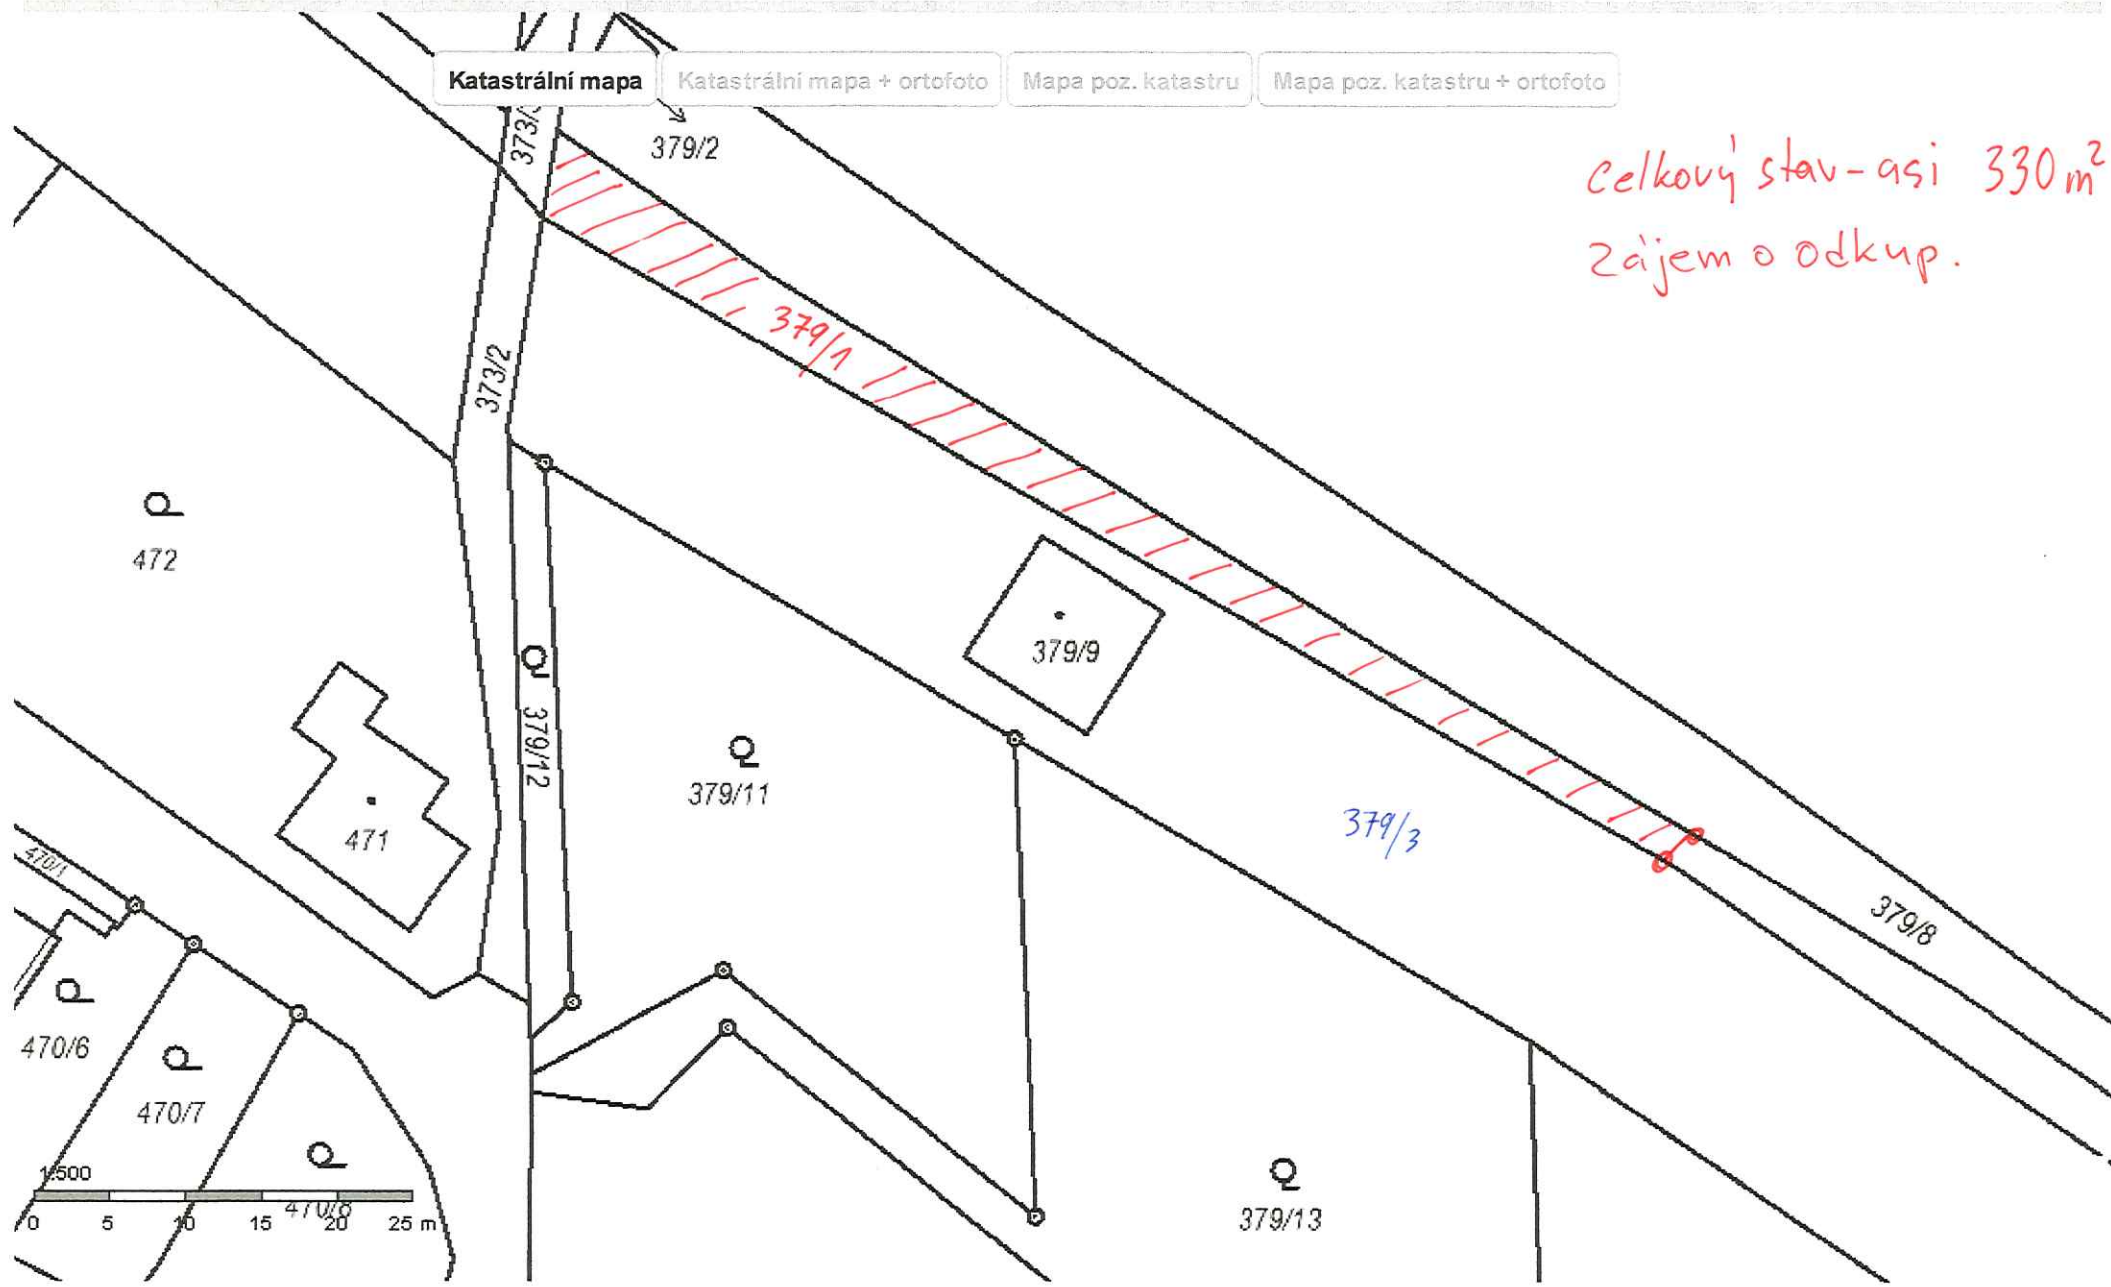 Katastrální mapa
Katastrální mapa + ortofoto
Mapa poz. katastru
Mapa poz. katastru + ortofoto
379/2
Celkový stav - asi 330 m²
Zájem o odkup.
379/1
373/2
472
379/9
379/12
379/11
379/3
471
470/1
379/8
470/6
470/7
1:500
470/8
0 5 10 15 20 25 m
379/13